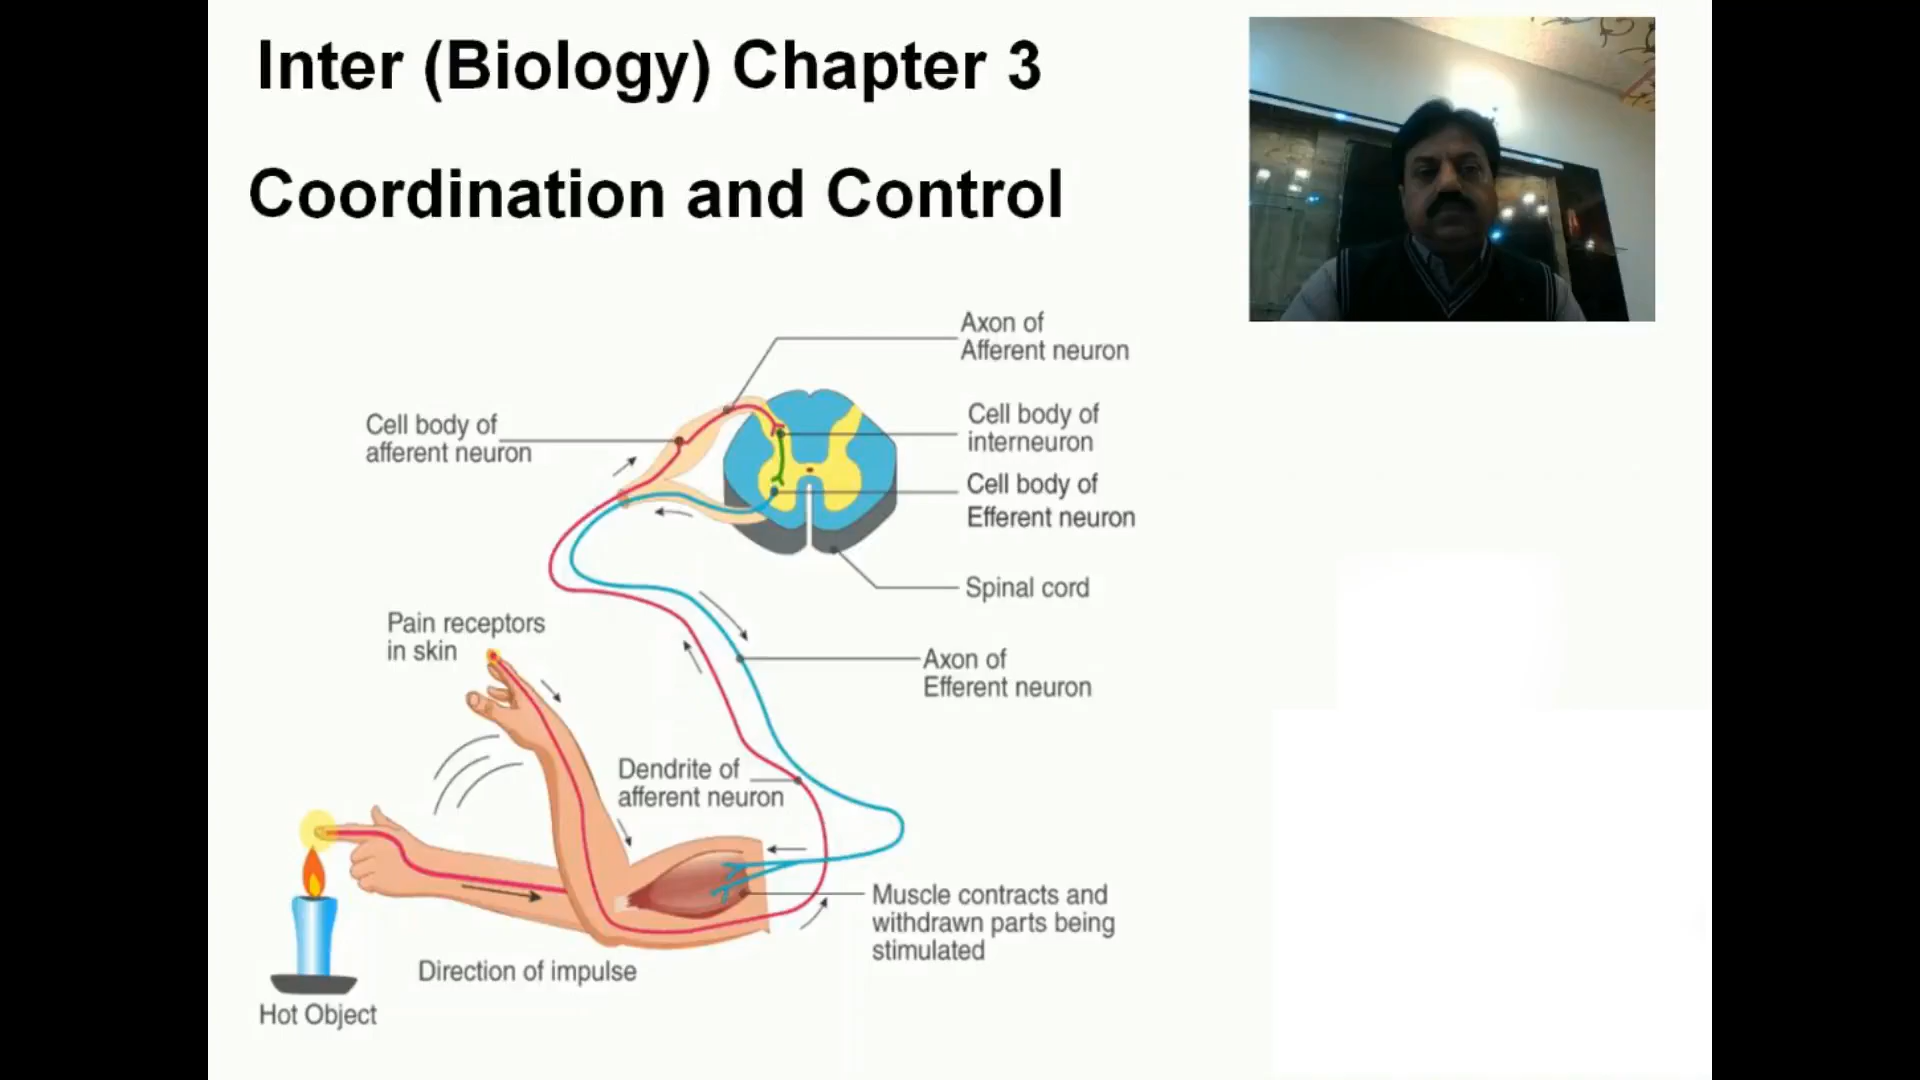 Inter (Biology) Chapter 3
Coordination and Control
Axon of
Afferent neuron
Cell body of
afferent neuron
Cell body of
interneuron
Cell body of
Efferent neuron
Spinal cord
Pain receptors
in skin
Axon of
Efferent neuron
Dendrite of
afferent neuron
Muscle contracts and
withdrawn parts being
stimulated
Direction of impulse
Hot Object